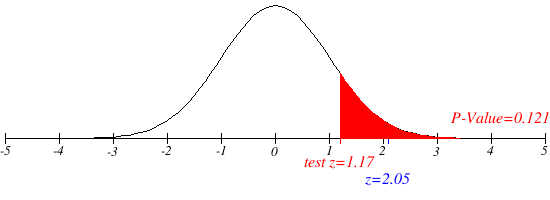 P-Value=0.121
-5 -4 -3 -2 -1 0 1 2 3 4 5
test z=1.17
z=2.05